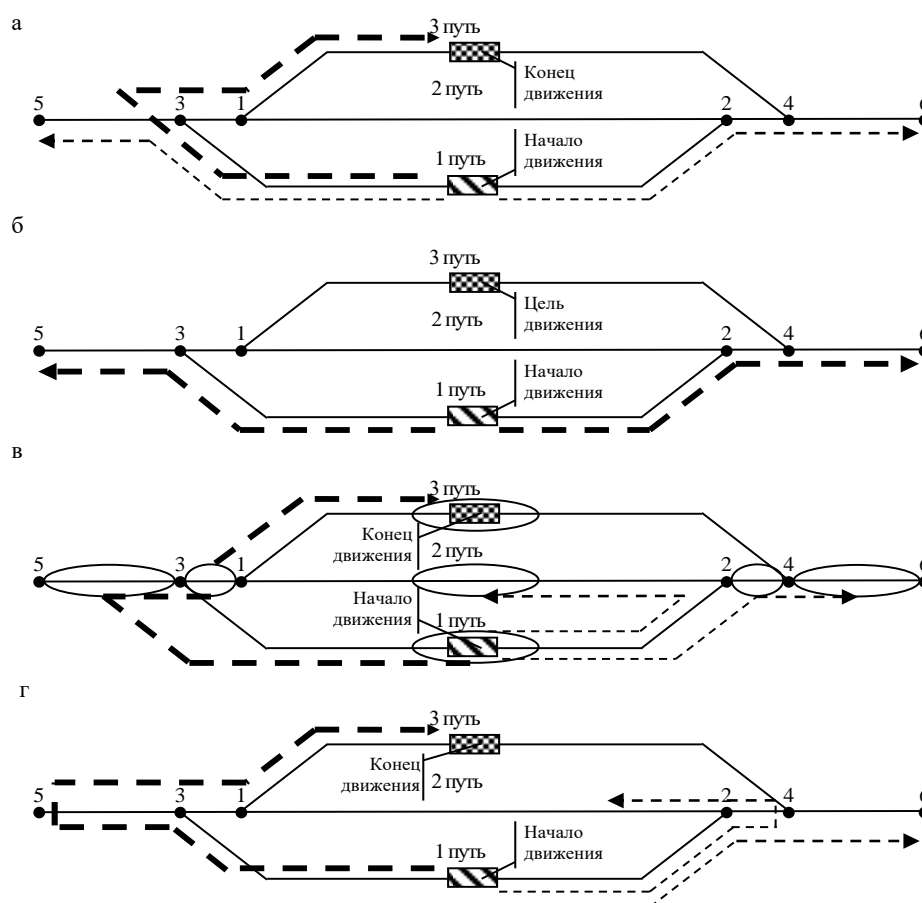 а
3 путь
Конец
движения
2 путь
5 3 1 2 4 6
Начало
движения
1 путь
б
3 путь
Цель
движения
2 путь
5 3 1 2 4 6
Начало
движения
1 путь
в
3 путь
Конец
движения
2 путь
5 3 1 2 4 6
Начало
движения
1 путь
г
3 путь
Конец
движения
2 путь
5 3 1 2 4 6
Начало
движения
1 путь